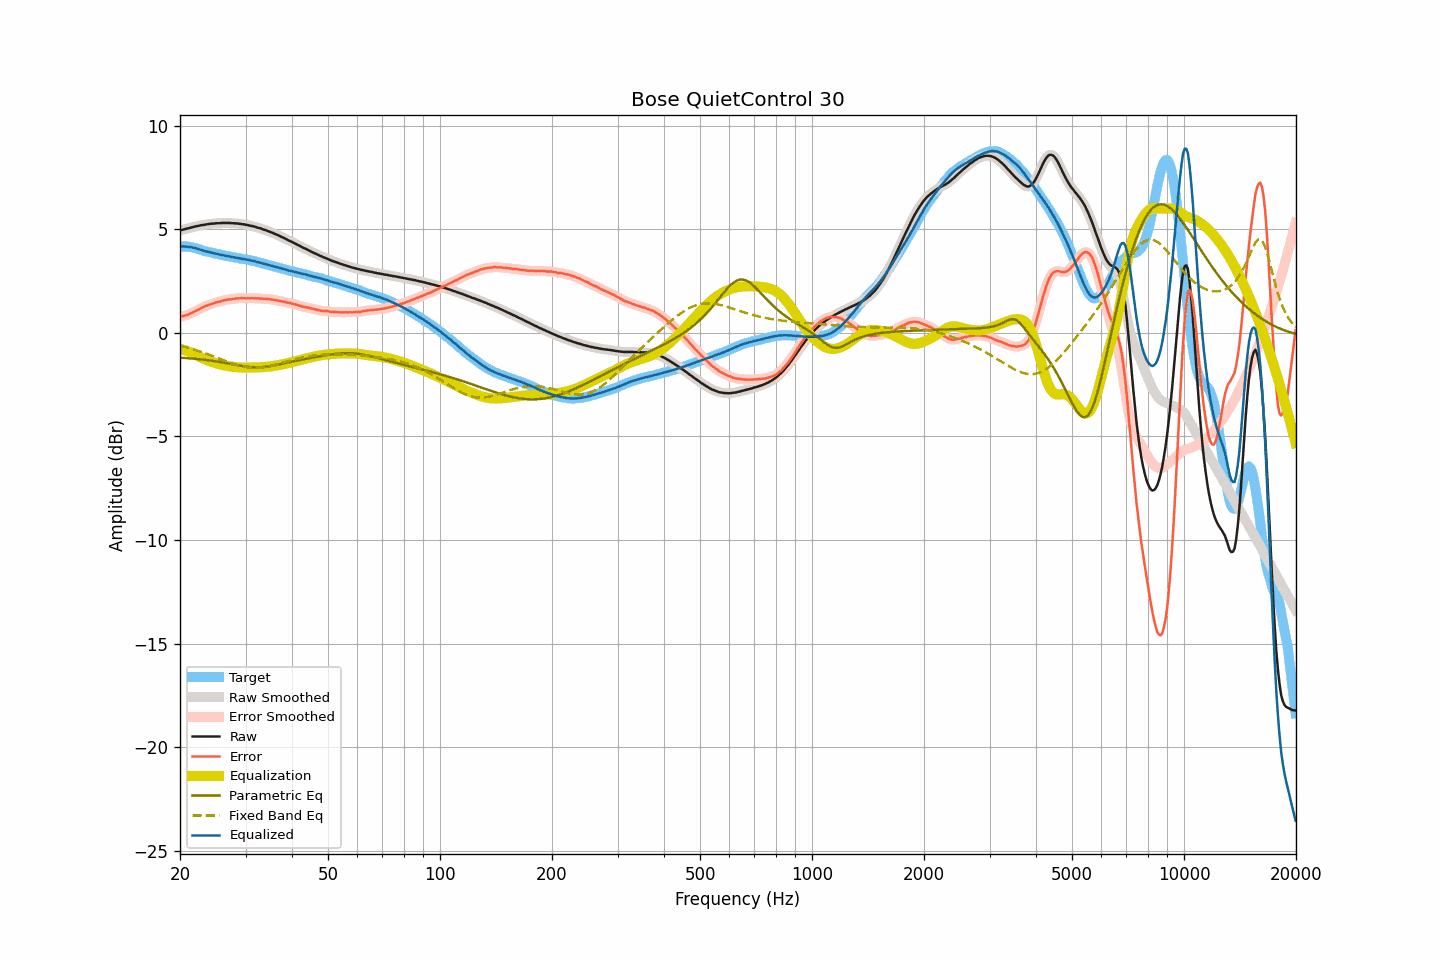 Bose QuietControl 30
10
5
0
−5
−10
−15
−20
−25
Amplitude (dBr)
Target
Raw Smoothed
Error Smoothed
Raw
Error
Equalization
Parametric Eq
Fixed Band Eq
Equalized
20 50 100 200 500 1000 2000 5000 10000 20000
Frequency (Hz)